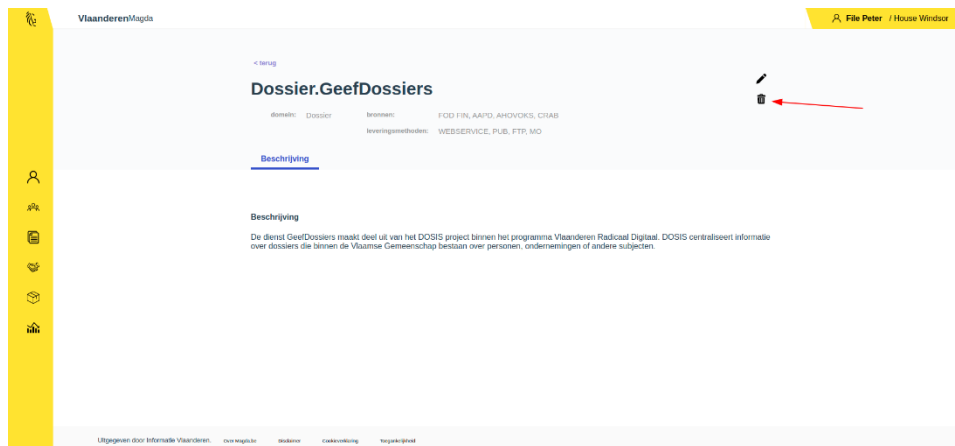 VlaanderenMagda
File Peter / House Windsor
< terug
Dossier.GeefDossiers
domein: Dossier bronnen: FOD FIN, AAPD, AHOVOKS, CRAB
leveringsmethoden: WEBSERVICE, PUB, FTP, MO
Beschrijving
Beschrijving
De dienst GeefDossiers maakt deel uit van het DOSIS project binnen het programma Vlaanderen Radicaal Digitaal. DOSIS centraliseert informatie
over dossiers die binnen de Vlaamse Gemeenschap bestaan over personen, ondernemingen of andere subjecten.
Uitgegeven door Informatie Vlaanderen. Over Magda.be Disclaimer Cookieverklaring Toegankelijkheid